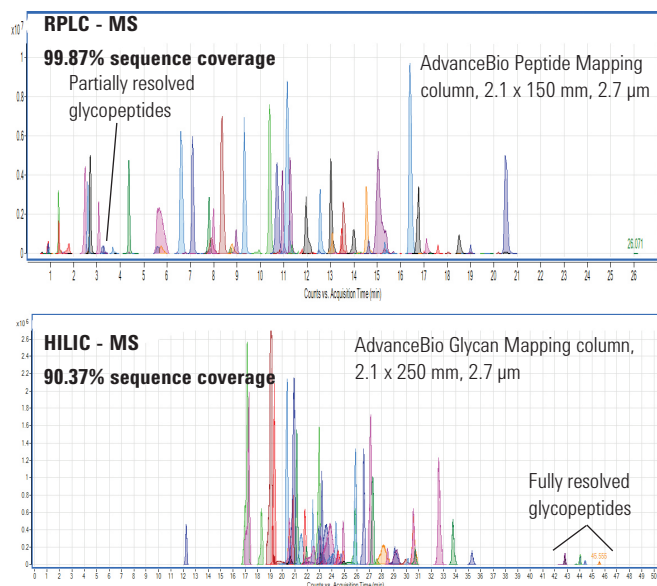 x10⁷
RPLC - MS
99.87% sequence coverage
Partially resolved
glycopeptides
AdvanceBio Peptide Mapping
column, 2.1 x 150 mm, 2.7 µm
1
0.8
0.6
0.4
0.2
0
26.071
1 2 3 4 5 6 7 8 9 10 11 12 13 14 15 16 17 18 19 20 21 22 23 24 25 26
Counts vs. Acquisition Time (min)
x10⁶
HILIC - MS
90.37% sequence coverage
AdvanceBio Glycan Mapping column,
2.1 x 250 mm, 2.7 µm
2.6
2.4
2.2
2
1.8
1.6
1.4
1.2
1
0.8
0.6
0.4
0.2
0
Fully resolved
glycopeptides
1 2 3 4 5 6 7 8 9 10 11 12 13 14 15 16 17 18 19 20 21 22 23 24 25 26 27 28 29 30 31 32 33 34 35 36 37 38 39 40 41 42 43 44 45 46 47 48 49 50
Counts vs. Acquisition Time (min)